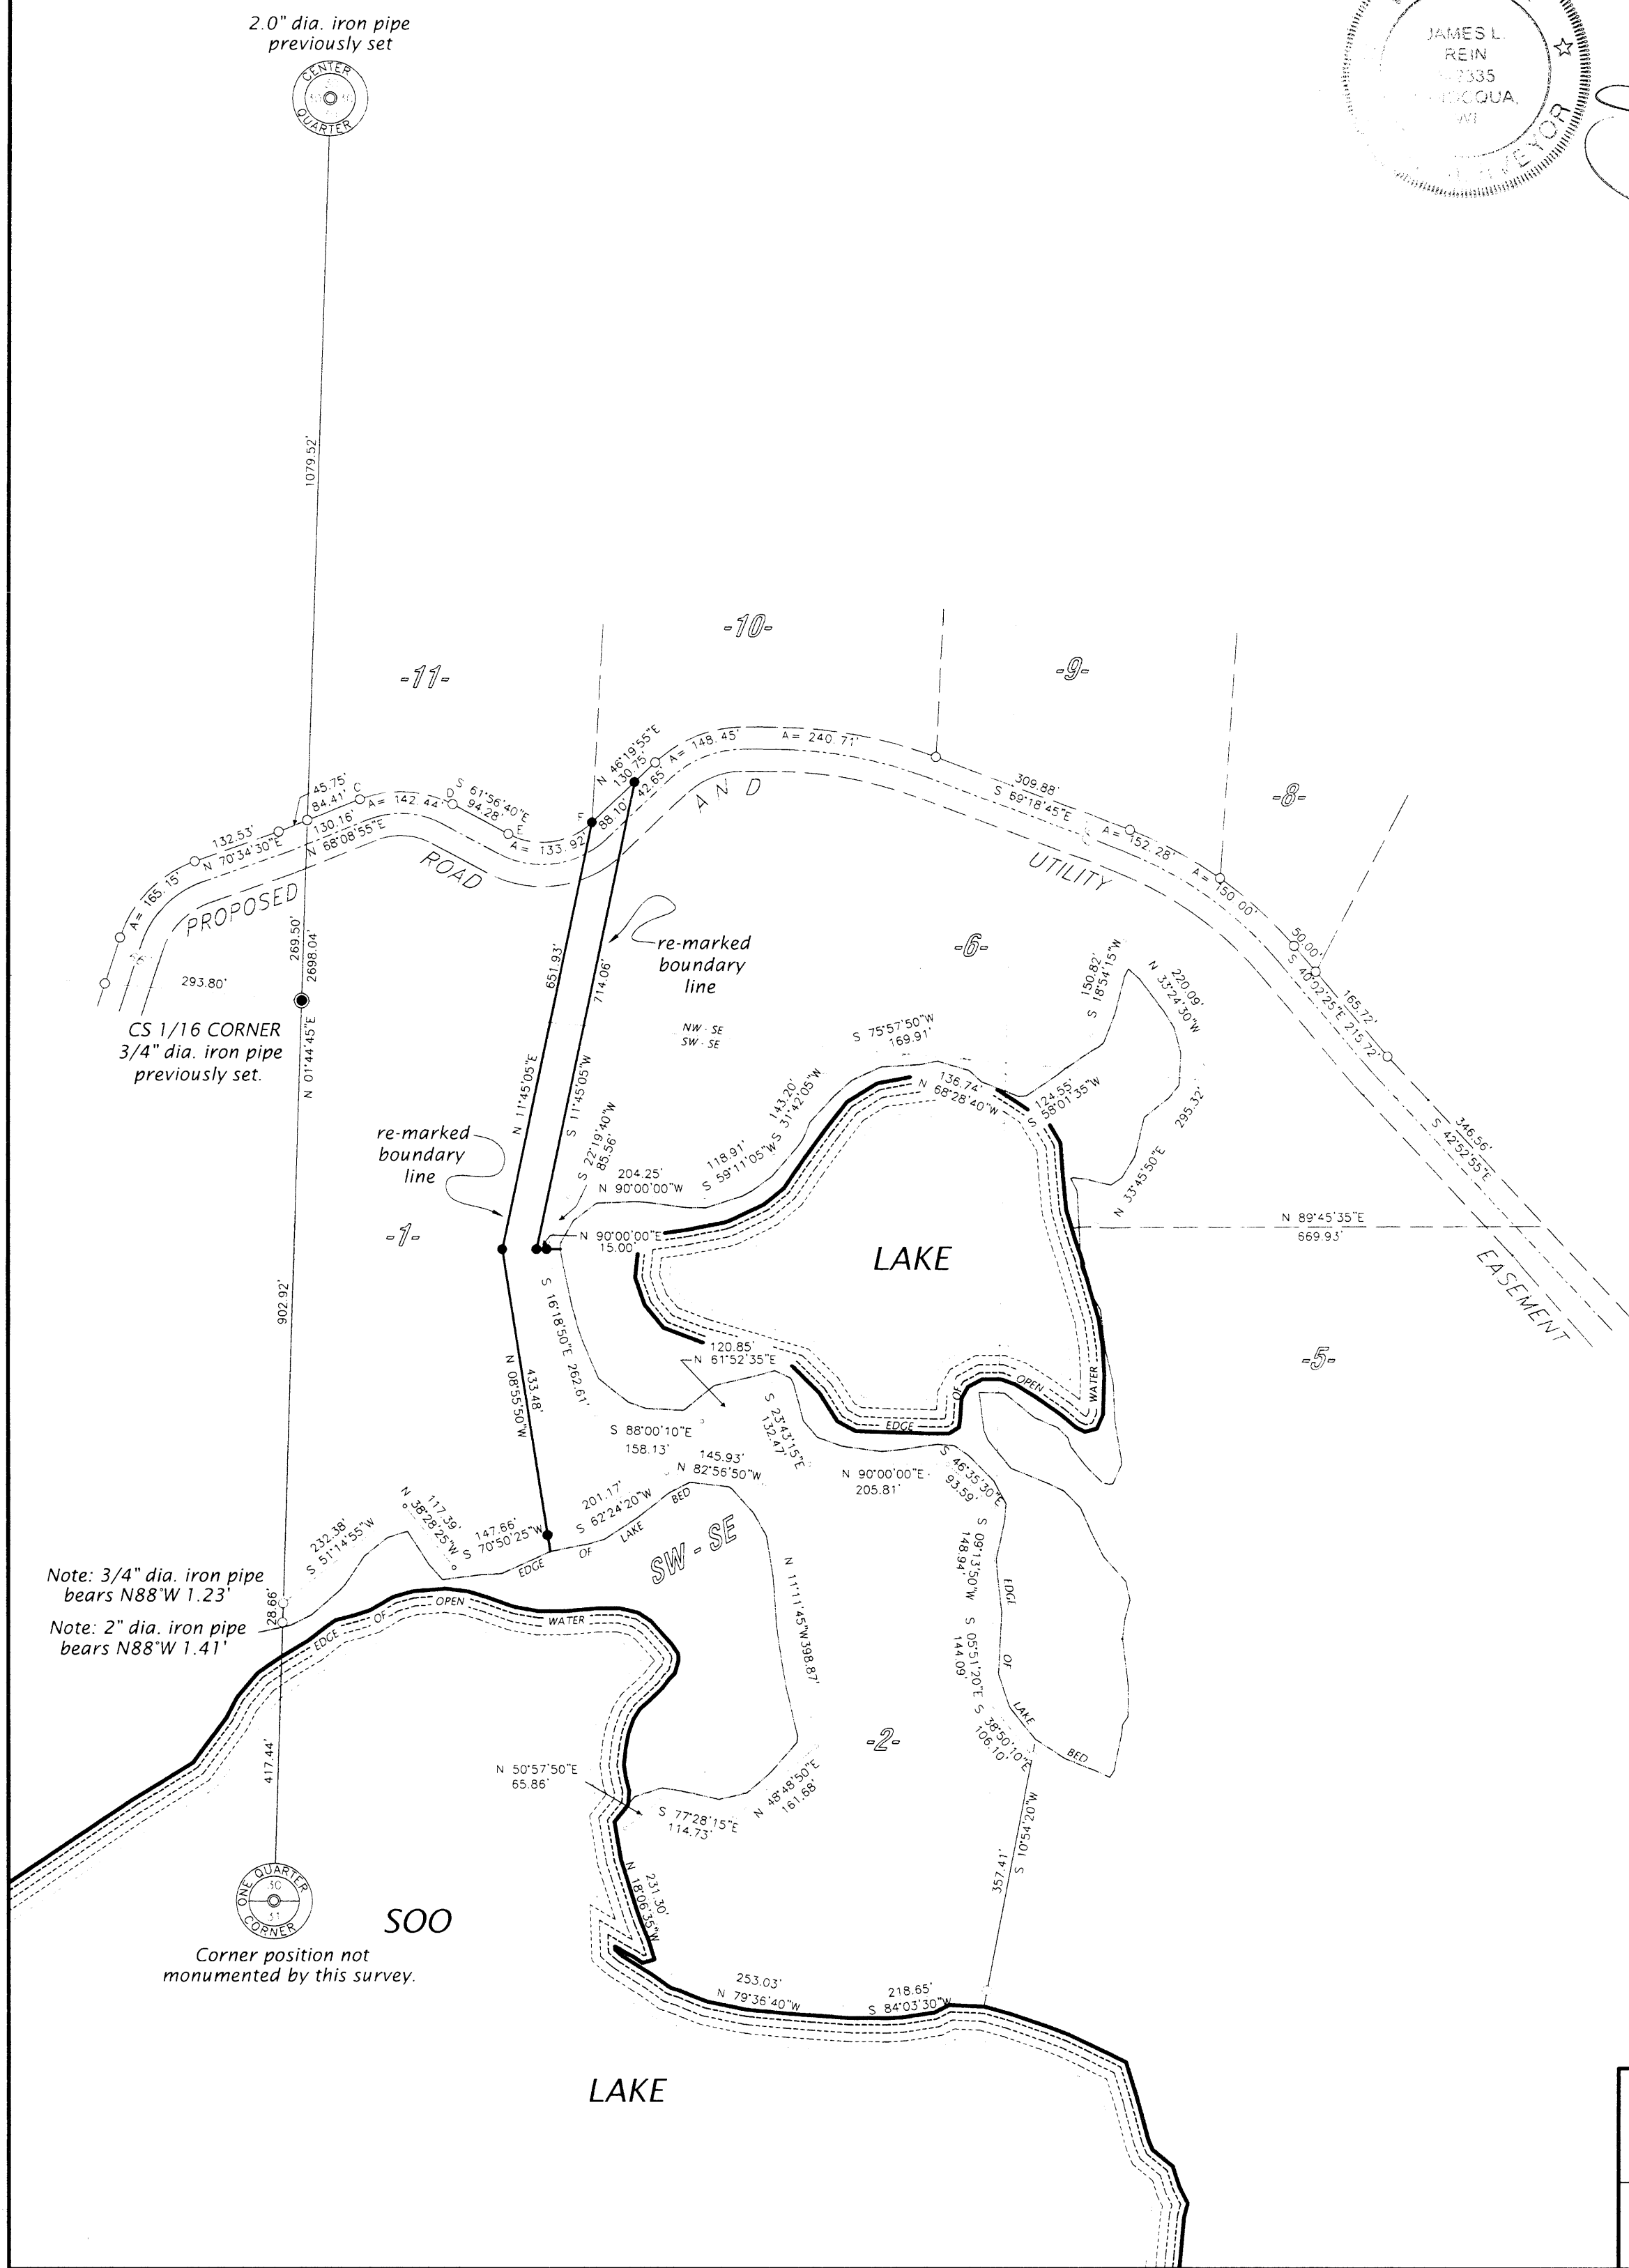 2.0" dia. iron pipe
previously set
CENTER
QUARTER
JAMES L.
REIN
WI
1079.52'
-10-
-11-
-9-
-8-
N 46°19'55"E
130.75'
A= 148.45'
A= 240.71'
42.65'
88.10'
F
AND
309.88'
S 69°18'45"E
A= 152.28'
A= 150.00'
50.00'
S 40°02'25"E 215.72'
165.72'
45.75'
84.41'
C
A= 142.44'
D
S 61°56'40"E
94.28'
E
A= 133.92'
130.16'
N 68°08'55"E
132.53'
N 70°34'30"E
A= 165.15'
PROPOSED
ROAD
UTILITY
EASEMENT
269.50'
2698.04'
293.80'
CS 1/16 CORNER
3/4" dia. iron pipe
previously set.
N 01°44'45"E
651.93'
714.06'
re-marked
boundary
line
-6-
NW - SE
SW - SE
150.82'
S 18°54'15"W
220.09'
N 33°24'30"W
S 75°57'50"W
169.91'
136.74'
N 68°28'40"W
124.55'
S 58°01'35"W
295.32'
N 33°45'50"E
346.56'
S 42°52'55"E
N 11°45'05"E
S 11°45'05"W
re-marked
boundary
line
S 22°19'40"W
85.56'
204.25'
N 90°00'00"W
118.91'
S 59°11'05"W
143.20'
S 31°42'05"W
N 89°45'35"E
669.93'
-1-
N 90°00'00"E
15.00'
LAKE
902.92'
S 16°18'50"E 262.61'
120.85'
N 61°52'35"E
EDGE
OF
OPEN
WATER
-5-
N 08°55'50"W
433.48'
S 88°00'10"E
158.13'
S 23°43'15"E
132.47'
145.93'
N 82°56'50"W
N 90°00'00"E
205.81'
S 46°35'30"E
93.59'
201.17'
S 62°24'20"W
147.66'
S 70°50'25"W
117.39'
N 38°28'25"W
232.38'
S 51°14'55"W
EDGE
OF
LAKE
BED
SW - SE
Note: 3/4" dia. iron pipe
bears N88°W 1.23'
28.66'
Note: 2" dia. iron pipe
bears N88°W 1.41'
EDGE
OF
OPEN
WATER
N 11°11'45"W 398.87'
S 09°13'50"W
148.94'
S 05°51'20"E
144.09'
S 38°50'10"E
106.10'
EDGE
OF
LAKE
BED
417.44'
-2-
N 50°57'50"E
65.86'
S 77°28'15"E
114.73'
N 48°48'50"E
161.68'
357.41'
S 10°54'20"W
ONE QUARTER
30
31
CORNER
231.30'
N 18°06'35"W
SOO
Corner position not
monumented by this survey.
253.03'
N 79°36'40"W
218.65'
S 84°03'30"W
LAKE